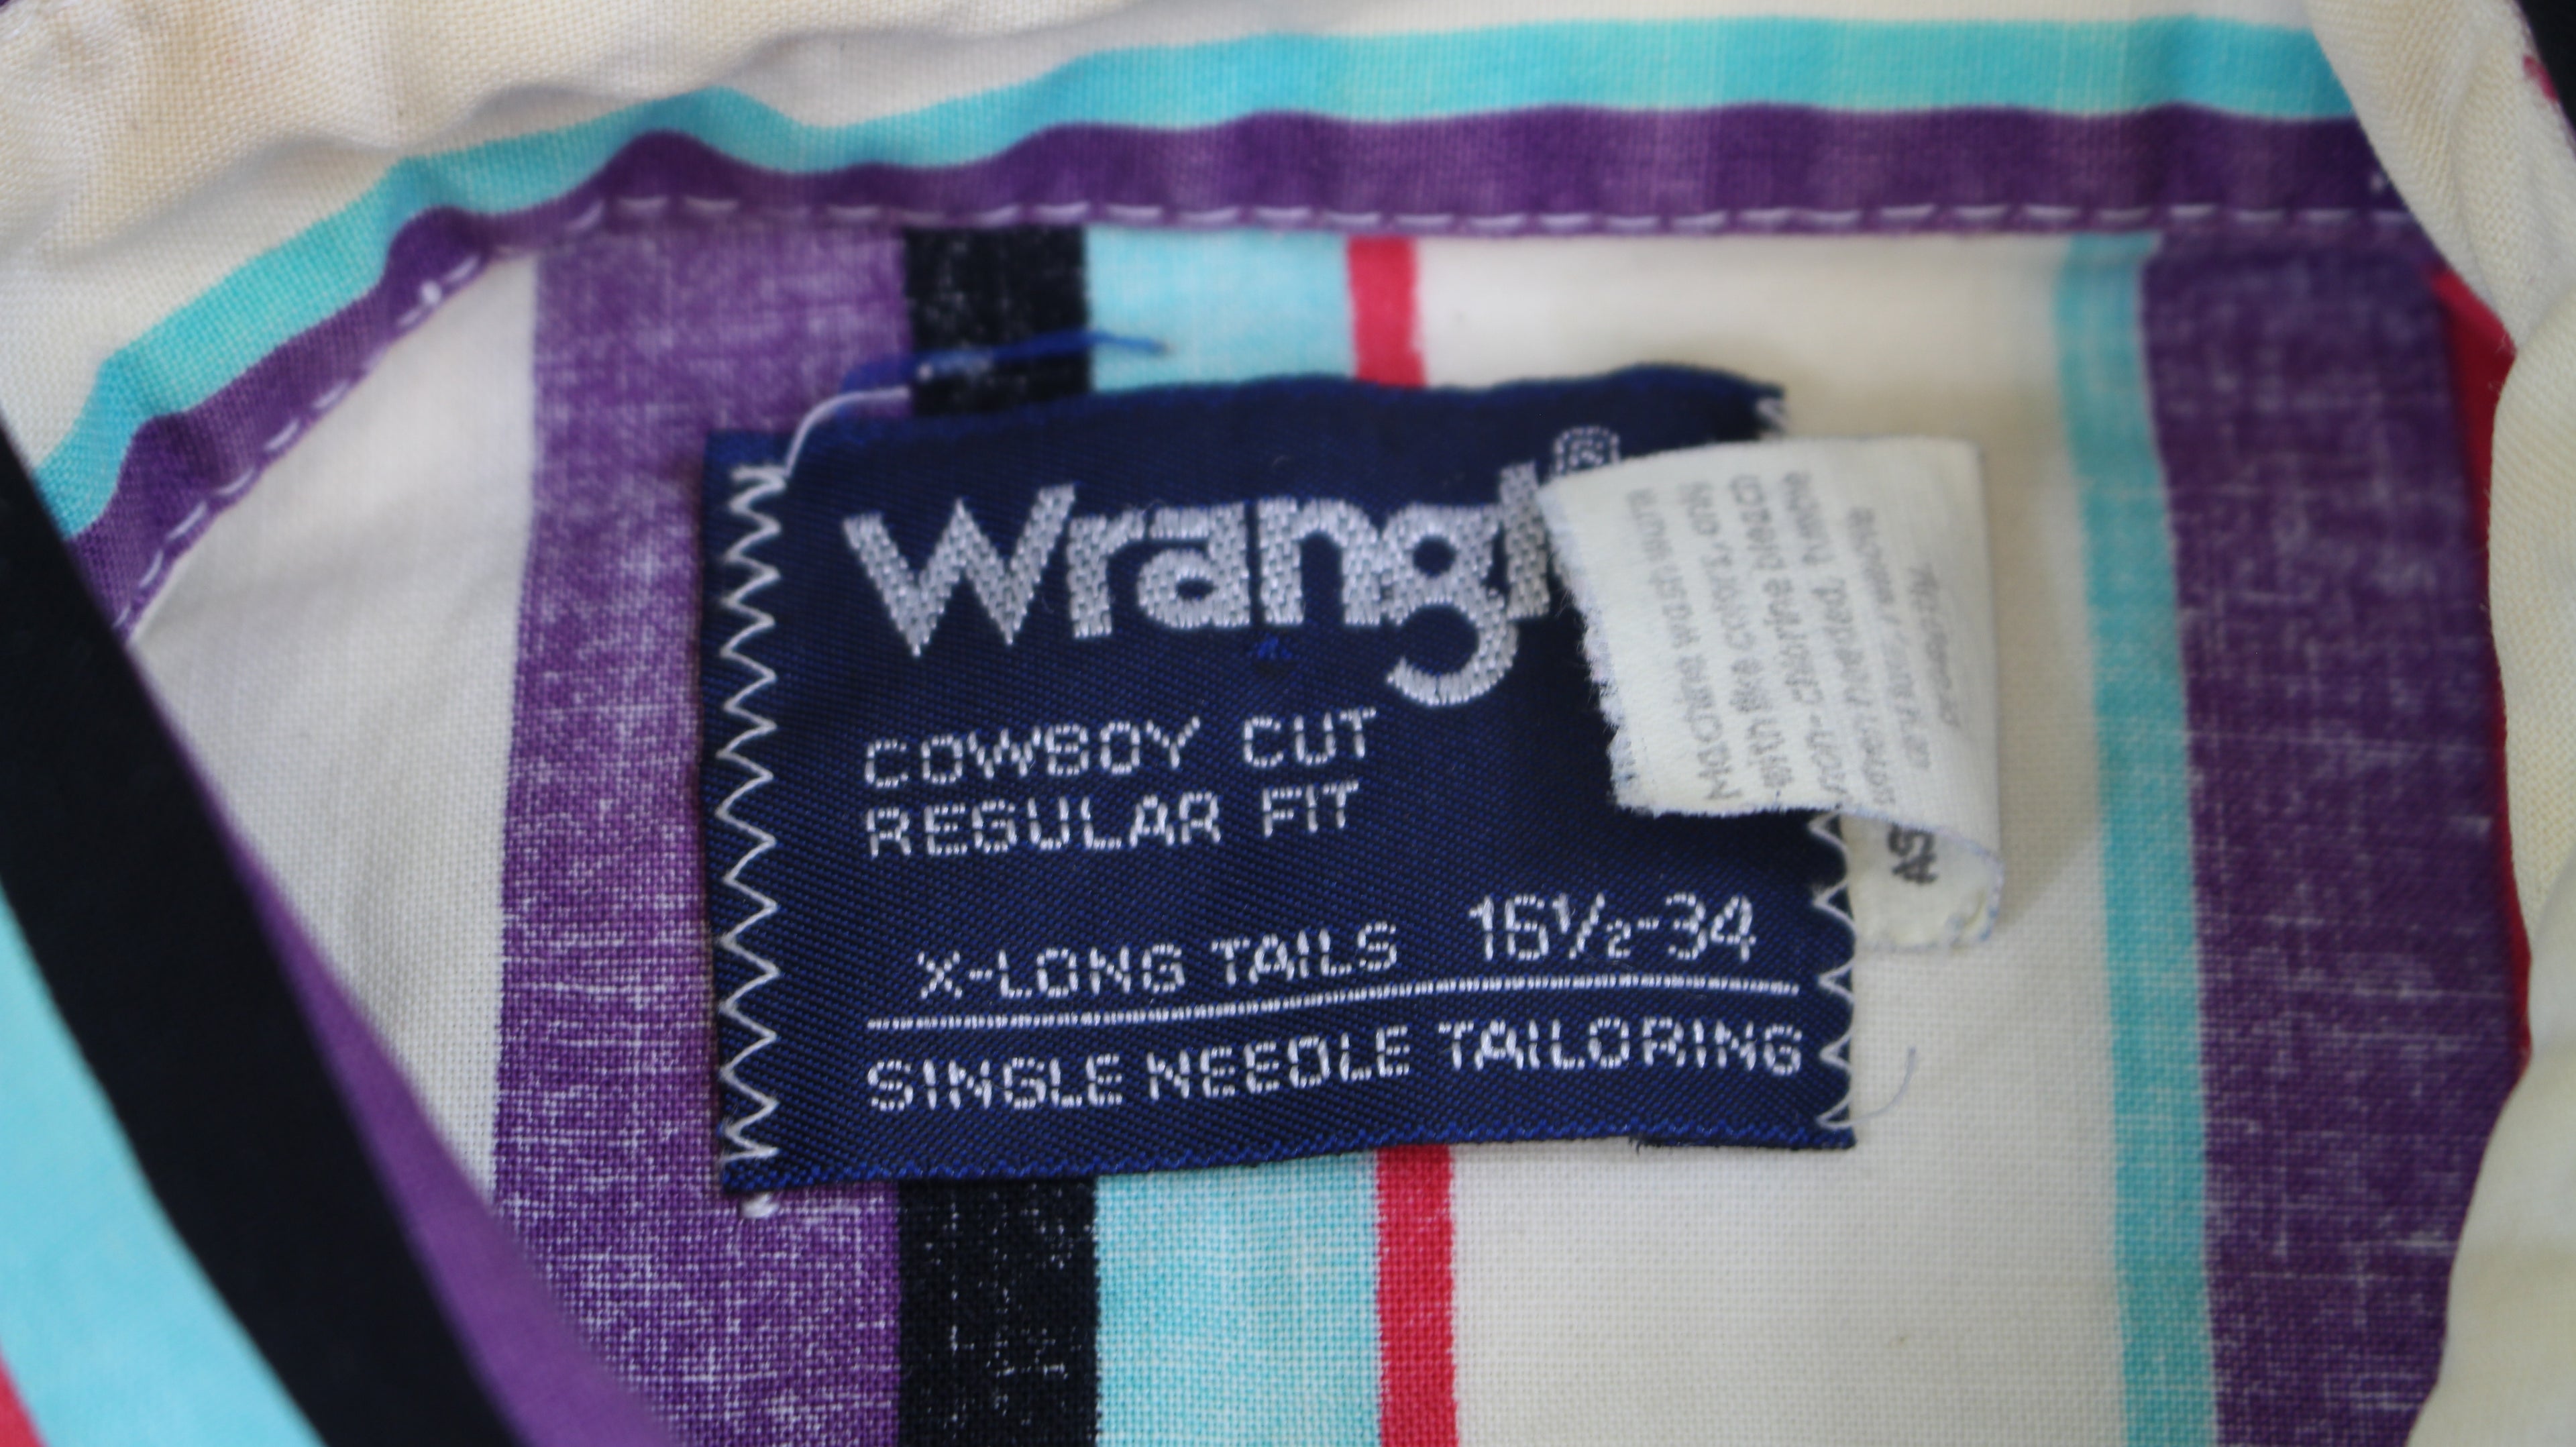 Wrangl®
COWBOY CUT
REGULAR FIT
X-LONG TAILS 15½-34
SINGLE NEEDLE TAILORING
Machine wash warm
with like colors, only
non-chlorine bleach
when needed. Tumble
AS